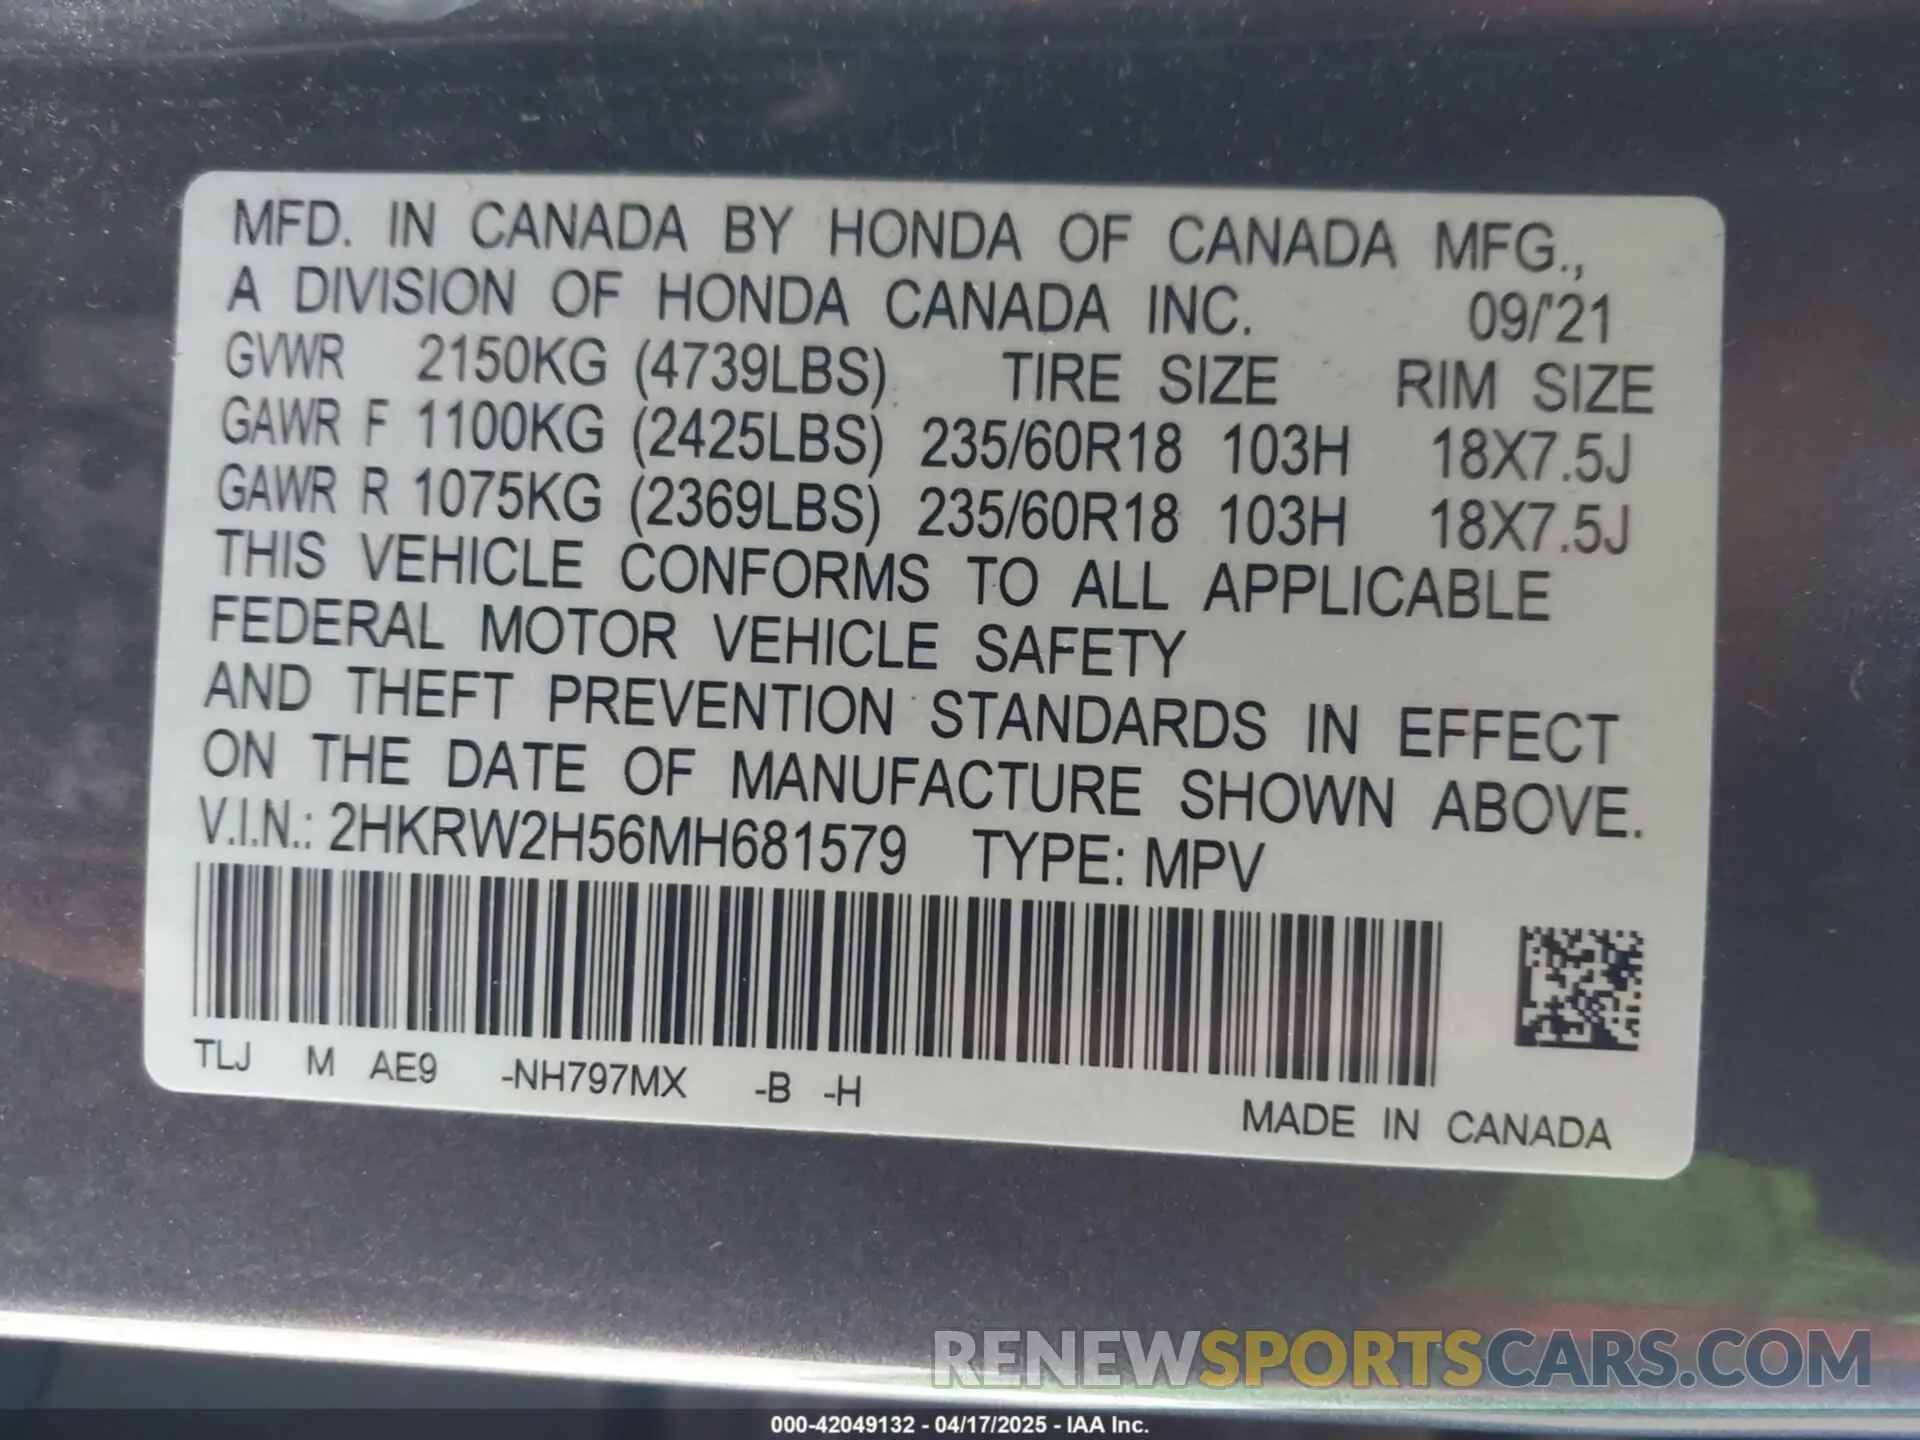 MFD. IN CANADA BY HONDA OF CANADA MFG.,
A DIVISION OF HONDA CANADA INC. 09/'21
GVWR 2150KG (4739LBS) TIRE SIZE RIM SIZE
GAWR F 1100KG (2425LBS) 235/60R18 103H 18X7.5J
GAWR R 1075KG (2369LBS) 235/60R18 103H 18X7.5J
THIS VEHICLE CONFORMS TO ALL APPLICABLE
FEDERAL MOTOR VEHICLE SAFETY
AND THEFT PREVENTION STANDARDS IN EFFECT
ON THE DATE OF MANUFACTURE SHOWN ABOVE.
V.I.N.: 2HKRW2H56MH681579 TYPE: MPV
TLJ M AE9 -NH797MX -B -H
MADE IN CANADA
RENEWSPORTSCARS.COM
000-42049132 - 04/17/2025 - IAA Inc.